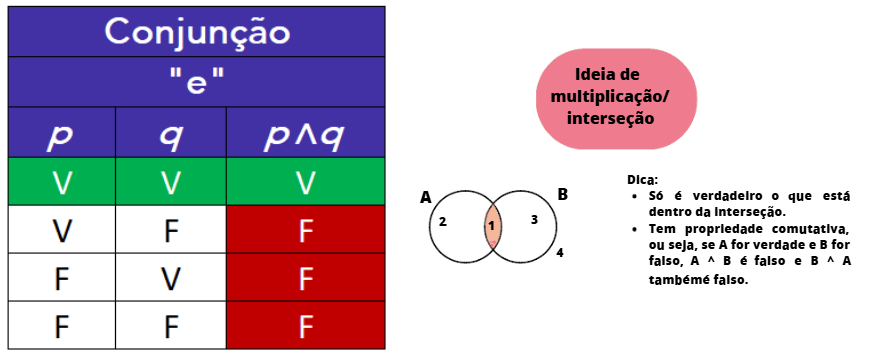 Conjunção
"e"
p q p∧q
V V V
V F F
F V F
F F F
Ideia de
multiplicação/
interseção
A B
2 1 3
4
Dica:
• Só é verdadeiro o que está
dentro da interseção.
• Tem propriedade comutativa,
ou seja, se A for verdade e B for
falso, A ^ B é falso e B ^ A
tambémé falso.